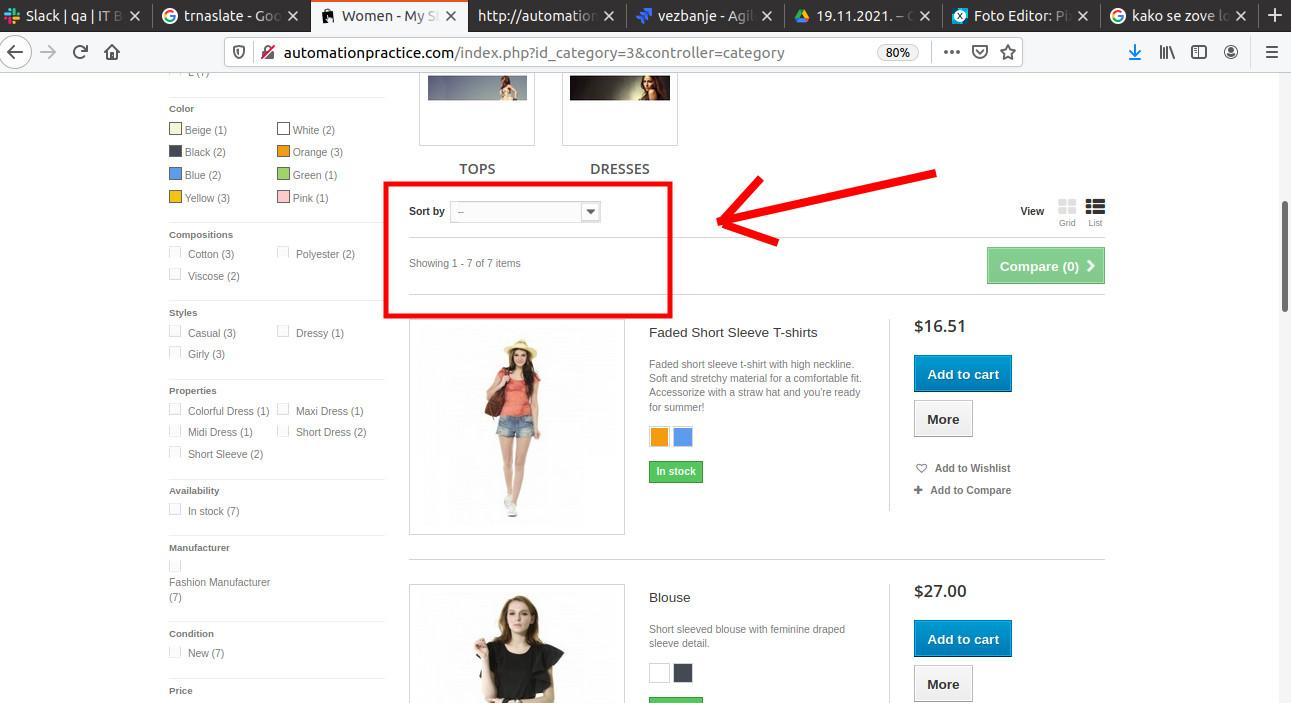 Slack | qa | IT B
trnaslate - Goo
Women - My S
http://automation
vezbanje - Agil
19.11.2021. – C
Foto Editor: Pi
kako se zove lo
automationpractice.com/index.php?id_category=3&controller=category
80%
Color
Beige (1)
White (2)
Black (2)
Orange (3)
Blue (2)
Green (1)
Yellow (3)
Pink (1)
Compositions
Cotton (3)
Polyester (2)
Viscose (2)
Styles
Casual (3)
Dressy (1)
Girly (3)
Properties
Colorful Dress (1)
Maxi Dress (1)
Midi Dress (1)
Short Dress (2)
Short Sleeve (2)
Availability
In stock (7)
Manufacturer
Fashion Manufacturer
(7)
Condition
New (7)
Price
TOPS
DRESSES
Sort by
--
View
Grid
List
Showing 1 - 7 of 7 items
Compare (0)
Faded Short Sleeve T-shirts
Faded short sleeve t-shirt with high neckline.
Soft and stretchy material for a comfortable fit.
Accessorize with a straw hat and you're ready
for summer!
In stock
$16.51
Add to cart
More
Add to Wishlist
Add to Compare
Blouse
Short sleeved blouse with feminine draped
sleeve detail.
$27.00
Add to cart
More